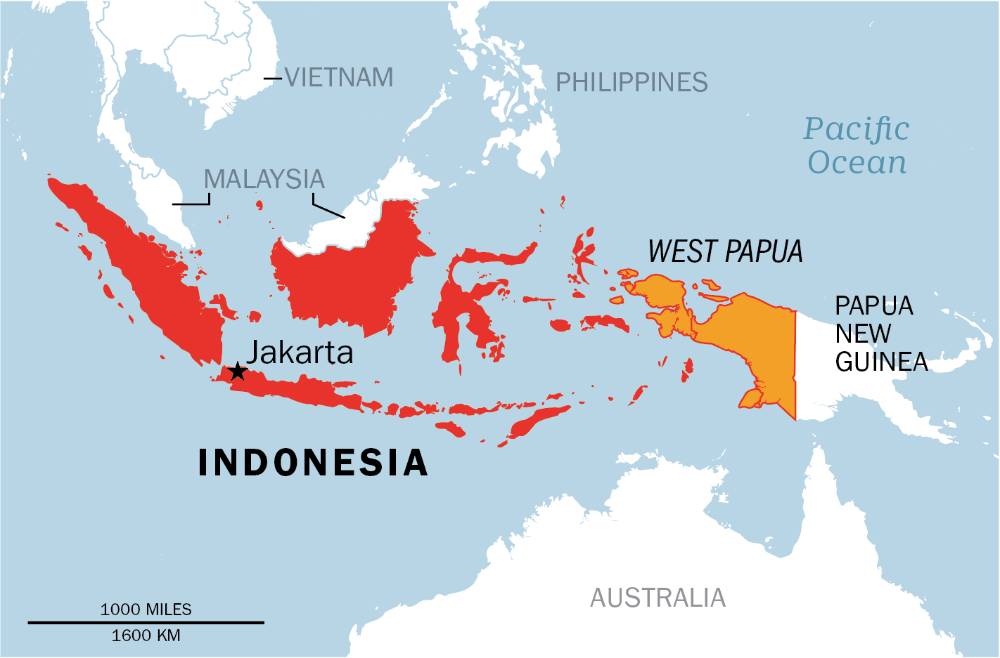 VIETNAM
PHILIPPINES
Pacific
Ocean
MALAYSIA
WEST PAPUA
PAPUA
NEW
GUINEA
Jakarta
INDONESIA
AUSTRALIA
1000 MILES
1600 KM